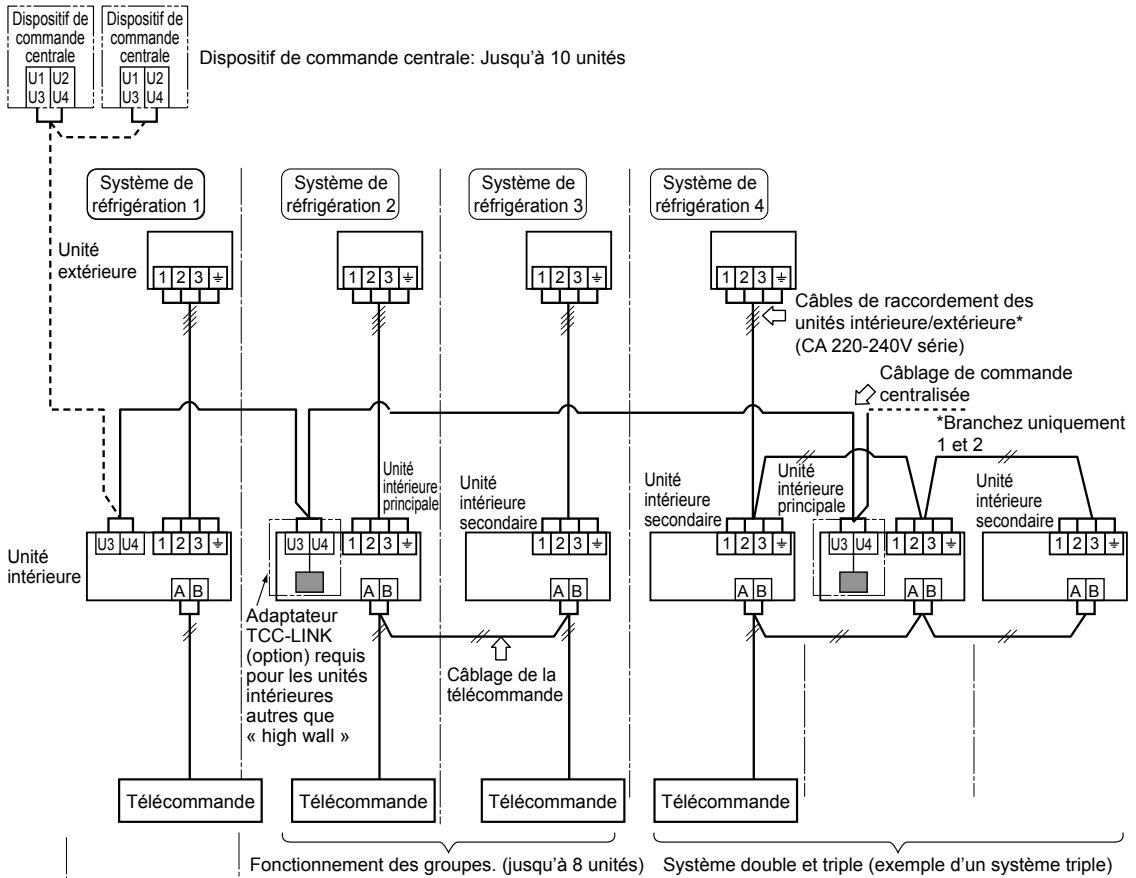 Dispositif de
commande
centrale
U1 U2
U3 U4
Dispositif de
commande
centrale
U1 U2
U3 U4
Dispositif de commande centrale: Jusqu'à 10 unités
Système de
réfrigération 1
Système de
réfrigération 2
Système de
réfrigération 3
Système de
réfrigération 4
Unité
extérieure
1 2 3 ⏚
1 2 3 ⏚
1 2 3 ⏚
1 2 3 ⏚
Câbles de raccordement des
unités intérieure/extérieure*
(CA 220-240V série)
Câblage de commande
centralisée
*Branchez uniquement
1 et 2
Unité
intérieure
principale
Unité
intérieure
secondaire
Unité
intérieure
secondaire
Unité
intérieure
principale
Unité
intérieure
secondaire
Unité
intérieure
U3 U4 1 2 3 ⏚
U3 U4 1 2 3 ⏚
1 2 3 ⏚
1 2 3 ⏚
U3 U4 1 2 3 ⏚
1 2 3 ⏚
A B
A B
A B
A B
A B
A B
Adaptateur
TCC-LINK
(option) requis
pour les unités
intérieures
autres que
« high wall »
Câblage de la
télécommande
Télécommande
Télécommande
Télécommande
Télécommande
Fonctionnement des groupes. (jusqu'à 8 unités)
Système double et triple (exemple d'un système triple)